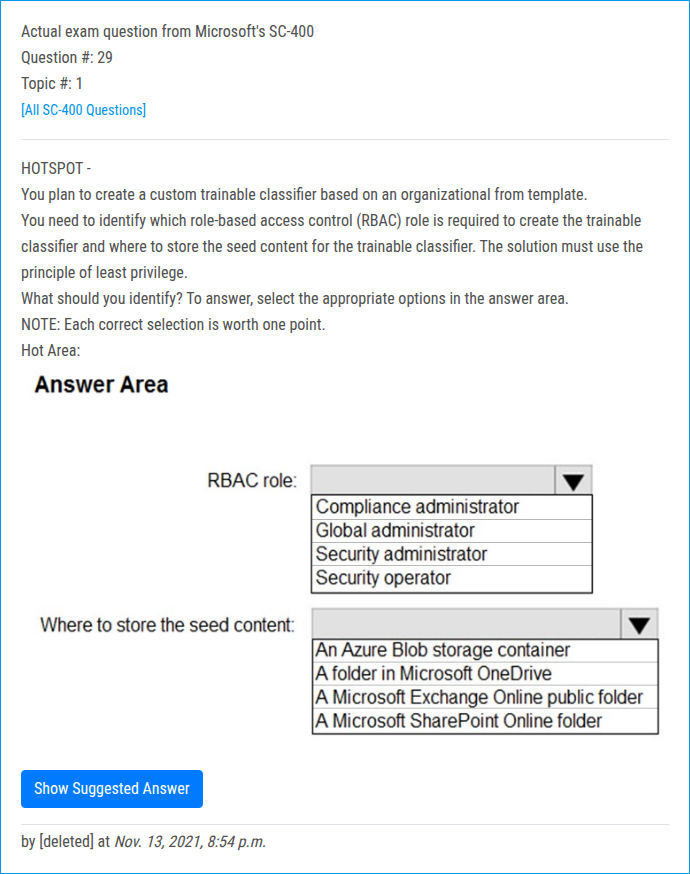 Actual exam question from Microsoft's SC-400
Question #: 29
Topic #: 1
[All SC-400 Questions]
HOTSPOT -
You plan to create a custom trainable classifier based on an organizational from template.
You need to identify which role-based access control (RBAC) role is required to create the trainable
classifier and where to store the seed content for the trainable classifier. The solution must use the
principle of least privilege.
What should you identify? To answer, select the appropriate options in the answer area.
NOTE: Each correct selection is worth one point.
Hot Area:
Answer Area
RBAC role:
Compliance administrator
Global administrator
Security administrator
Security operator
Where to store the seed content:
An Azure Blob storage container
A folder in Microsoft OneDrive
A Microsoft Exchange Online public folder
A Microsoft SharePoint Online folder
Show Suggested Answer
by [deleted] at Nov. 13, 2021, 8:54 p.m.